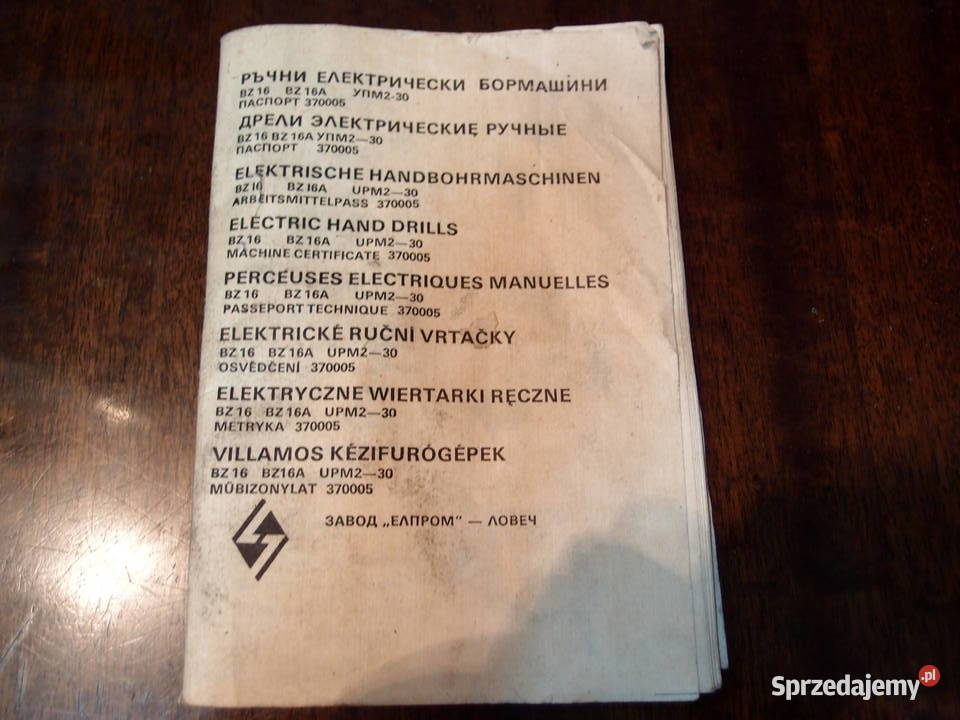 РЪЧНИ ЕЛЕКТРИЧЕСКИ БОРМАШИНИ
BZ 16 BZ 16A УПМ2-30
ПАСПОРТ 370005
ДРЕЛИ ЭЛЕКТРИЧЕСКИЕ РУЧНЫЕ
BZ 16 BZ 16A УПМ2—30
ПАСПОРТ 370005
ELEKTRISCHE HANDBOHRMASCHINEN
BZ 16 BZ 16A UPM2—30
ARBEITSMITTELPASS 370005
ELECTRIC HAND DRILLS
BZ 16 BZ 16A UPM2—30
MACHINE CERTIFICATE 370005
PERCEUSES ELECTRIQUES MANUELLES
BZ 16 BZ 16A UPM2—30
PASSEPORT TECHNIQUE 370005
ELEKTRICKÉ RUČNÍ VRTAČKY
BZ 16 BZ 16A UPM2—30
OSVĚDČENÍ 370005
ELEKTRYCZNE WIERTARKI RĘCZNE
BZ 16 BZ 16A UPM2—30
METRYKA 370005
VILLAMOS KÉZIFURÓGÉPEK
BZ 16 BZ16A UPM2—30
MŰBIZONYLAT 370005
ЗАВОД „ЕЛПРОМ" — ЛОВЕЧ
Sprzedajemy.pl